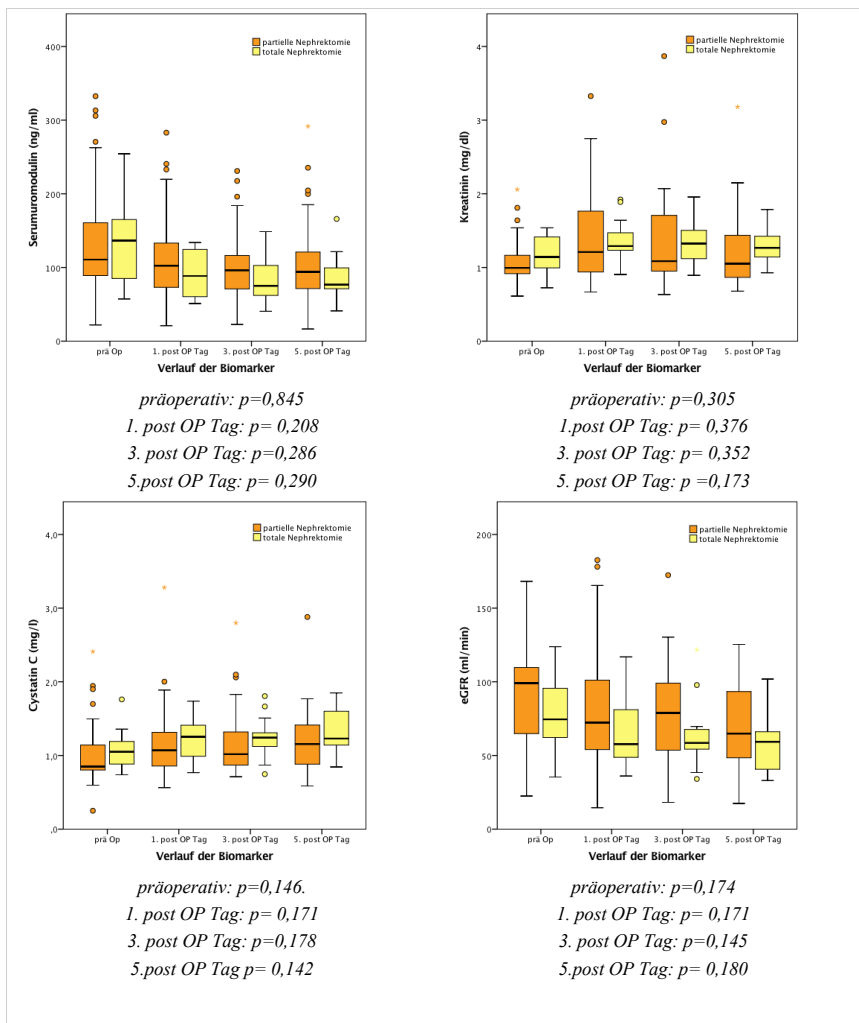 partielle Nephrektomie
totale Nephrektomie
Serumuromodulin (ng/ml)
400
300
200
100
0
prä Op
1. post OP Tag
3. post OP Tag
5. post OP Tag
Verlauf der Biomarker
präoperativ: p=0,845
1. post OP Tag: p= 0,208
3. post OP Tag: p=0,286
5.post OP Tag: p= 0,290
partielle Nephrektomie
totale Nephrektomie
Kreatinin (mg/dl)
4
3
2
1
0
prä Op
1. post OP Tag
3. post OP Tag
5. post OP Tag
Verlauf der Biomarker
präoperativ: p=0,305
1.post OP Tag: p= 0,376
3. post OP Tag: p= 0,352
5. post OP Tag: p =0,173
partielle Nephrektomie
totale Nephrektomie
Cystatin C (mg/l)
4,0
3,0
2,0
1,0
,0
prä Op
1. post OP Tag
3. post OP Tag
5. post OP Tag
Verlauf der Biomarker
präoperativ: p=0,146.
1. post OP Tag: p= 0,171
3. post OP Tag: p=0,178
5.post OP Tag p= 0,142
partielle Nephrektomie
totale Nephrektomie
eGFR (ml/min)
200
150
100
50
0
prä Op
1. post OP Tag
3. post OP Tag
5. post OP Tag
Verlauf der Biomarker
präoperativ: p=0,174
1. post OP Tag: p= 0,171
3. post OP Tag: p=0,145
5.post OP Tag: p= 0,180